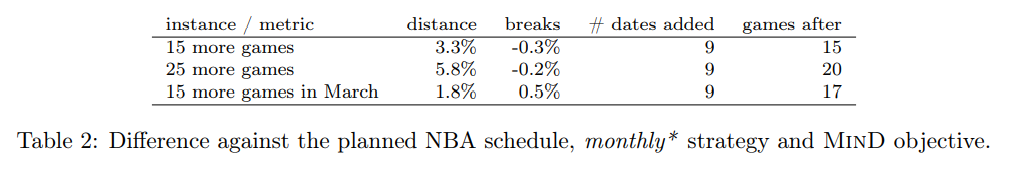 instance / metric distance breaks # dates added games after
15 more games 3.3% -0.3% 9 15
25 more games 5.8% -0.2% 9 20
15 more games in March 1.8% 0.5% 9 17
Table 2: Difference against the planned NBA schedule, monthly* strategy and MinD objective.